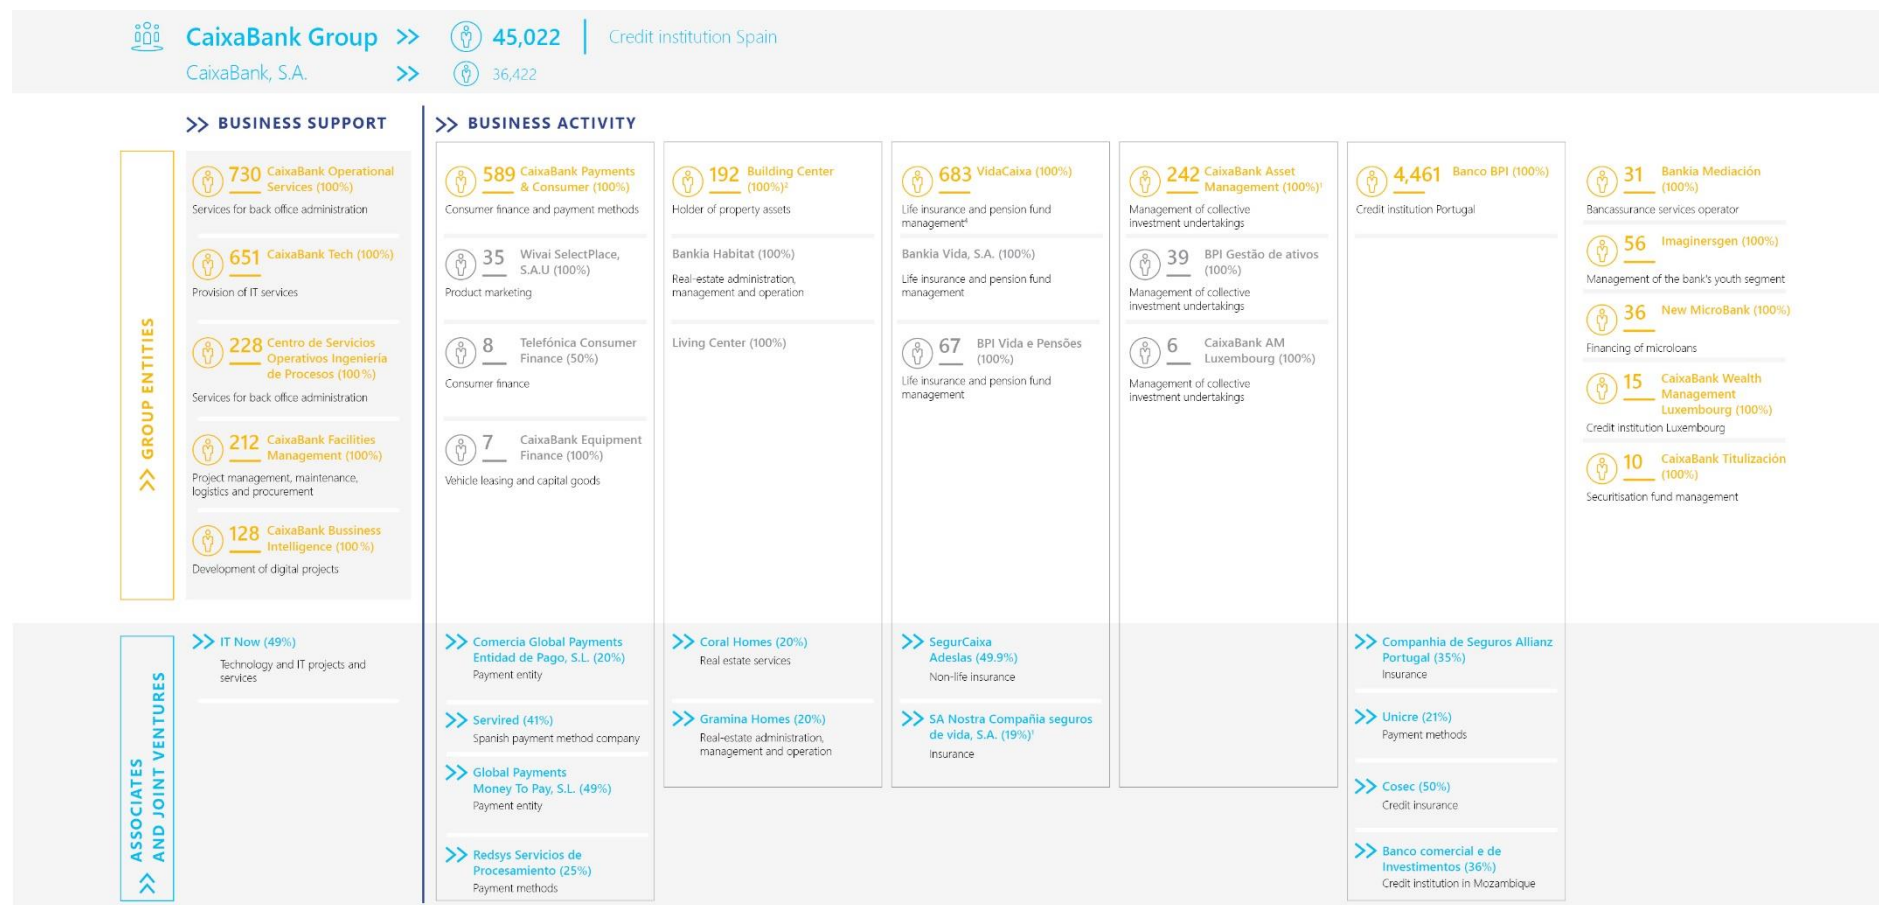 CaixaBank Group >> 45,022 Credit institution Spain
CaixaBank, S.A. >> 36,422
>> BUSINESS SUPPORT
>> BUSINESS ACTIVITY
>> GROUP ENTITIES
730 CaixaBank Operational
Services (100%)
Services for back office administration
651 CaixaBank Tech (100%)
Provision of IT services
228 Centro de Servicios
Operativos Ingeniería
de Procesos (100%)
Services for back office administration
212 CaixaBank Facilities
Management (100%)
Project management, maintenance,
logistics and procurement
128 CaixaBank Bussiness
Intelligence (100%)
Development of digital projects
589 CaixaBank Payments
& Consumer (100%)
Consumer finance and payment methods
35 Wivai SelectPlace,
S.A.U (100%)
Product marketing
8 Telefónica Consumer
Finance (50%)
Consumer finance
7 CaixaBank Equipment
Finance (100%)
Vehicle leasing and capital goods
192 Building Center
(100%)²
Holder of property assets
Bankia Habitat (100%)
Real-estate administration,
management and operation
Living Center (100%)
683 VidaCaixa (100%)
Life insurance and pension fund
management⁴
Bankia Vida, S.A. (100%)
Life insurance and pension fund
management
67 BPI Vida e Pensões
(100%)
Life insurance and pension fund
management
242 CaixaBank Asset
Management (100%)¹
Management of collective
investment undertakings
39 BPI Gestão de ativos
(100%)
Management of collective
investment undertakings
6 CaixaBank AM
Luxembourg (100%)
Management of collective
investment undertakings
4,461 Banco BPI (100%)
Credit institution Portugal
31 Bankia Mediación
(100%)
Bancassurance services operator
56 Imaginersgen (100%)
Management of the bank's youth segment
36 New MicroBank (100%)
Financing of microloans
15 CaixaBank Wealth
Management
Luxembourg (100%)
Credit institution Luxembourg
10 CaixaBank Titulización
(100%)
Securitisation fund management
>> ASSOCIATES
AND JOINT VENTURES
>> IT Now (49%)
Technology and IT projects and
services
>> Comercia Global Payments
Entidad de Pago, S.L. (20%)
Payment entity
>> Servired (41%)
Spanish payment method company
>> Global Payments
Money To Pay, S.L. (49%)
Payment entity
>> Redsys Servicios de
Procesamiento (25%)
Payment methods
>> Coral Homes (20%)
Real estate services
>> Gramina Homes (20%)
Real-estate administration,
management and operation
>> SegurCaixa
Adeslas (49.9%)
Non-life insurance
>> SA Nostra Compañia seguros
de vida, S.A. (19%)¹
Insurance
>> Companhia de Seguros Allianz
Portugal (35%)
Insurance
>> Unicre (21%)
Payment methods
>> Cosec (50%)
Credit insurance
>> Banco comercial e de
Investimentos (36%)
Credit institution in Mozambique